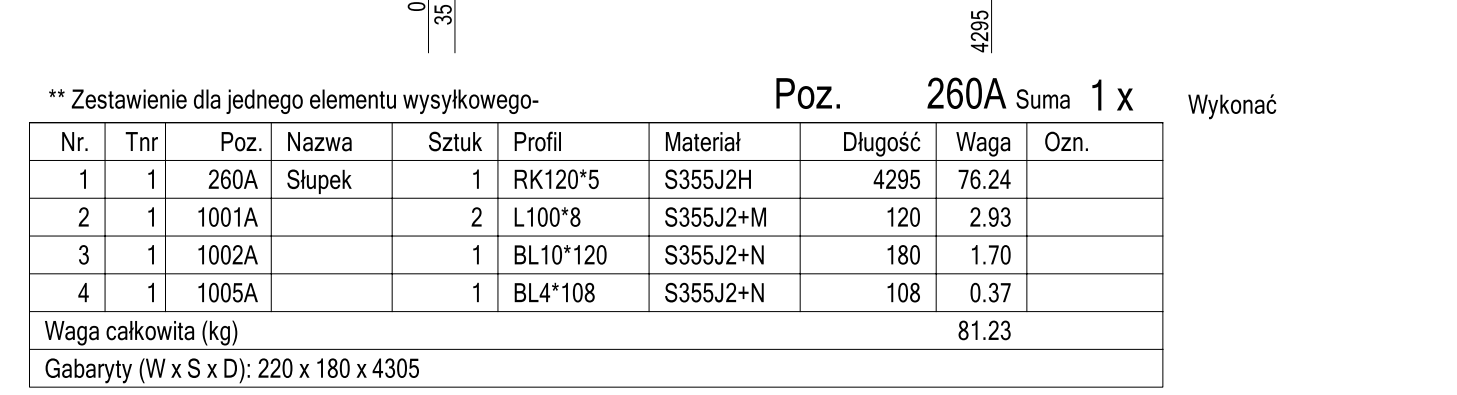 0
35
4295
** Zestawienie dla jednego elementu wysyłkowego-
Poz. 260A Suma 1 x Wykonać
Nr. Tnr Poz. Nazwa Sztuk Profil Materiał Długość Waga Ozn.
1 1 260A Słupek 1 RK120*5 S355J2H 4295 76.24
2 1 1001A 2 L100*8 S355J2+M 120 2.93
3 1 1002A 1 BL10*120 S355J2+N 180 1.70
4 1 1005A 1 BL4*108 S355J2+N 108 0.37
Waga całkowita (kg) 81.23
Gabaryty (W x S x D): 220 x 180 x 4305